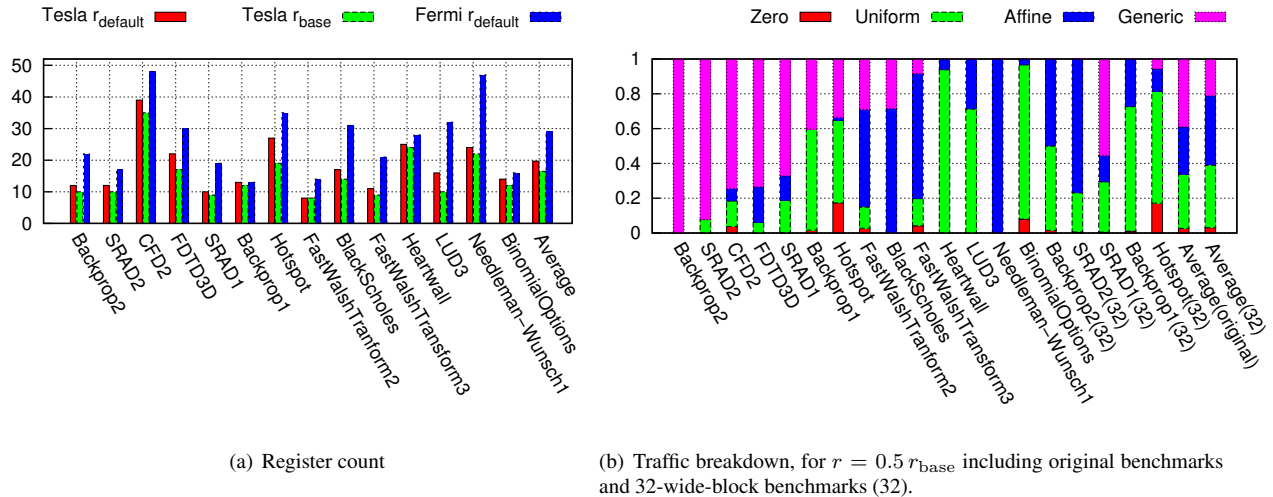 Tesla r_default Tesla r_base Fermi r_default
50
40
30
20
10
0
Backprop2
SRAD2
CFD2
FDTD3D
SRAD1
Backprop1
Hotspot
FastWalshTranform2
BlackScholes
FastWalshTransform3
Heartwall
LUD3
Needleman-Wunsch1
BinomialOptions
Average
(a) Register count
Zero Uniform Affine Generic
1
0.8
0.6
0.4
0.2
0
Backprop2
SRAD2
CFD2
FDTD3D
SRAD1
Backprop1
Hotspot
FastWalshTranform2
BlackScholes
FastWalshTransform3
Heartwall
LUD3
Needleman-Wunsch1
BinomialOptions
Backprop2(32)
SRAD2(32)
SRAD1(32)
Backprop1(32)
Hotspot(32)
Average(original)
Average(32)
(b) Traffic breakdown, for r = 0.5 r_base including original benchmarks
and 32-wide-block benchmarks (32).